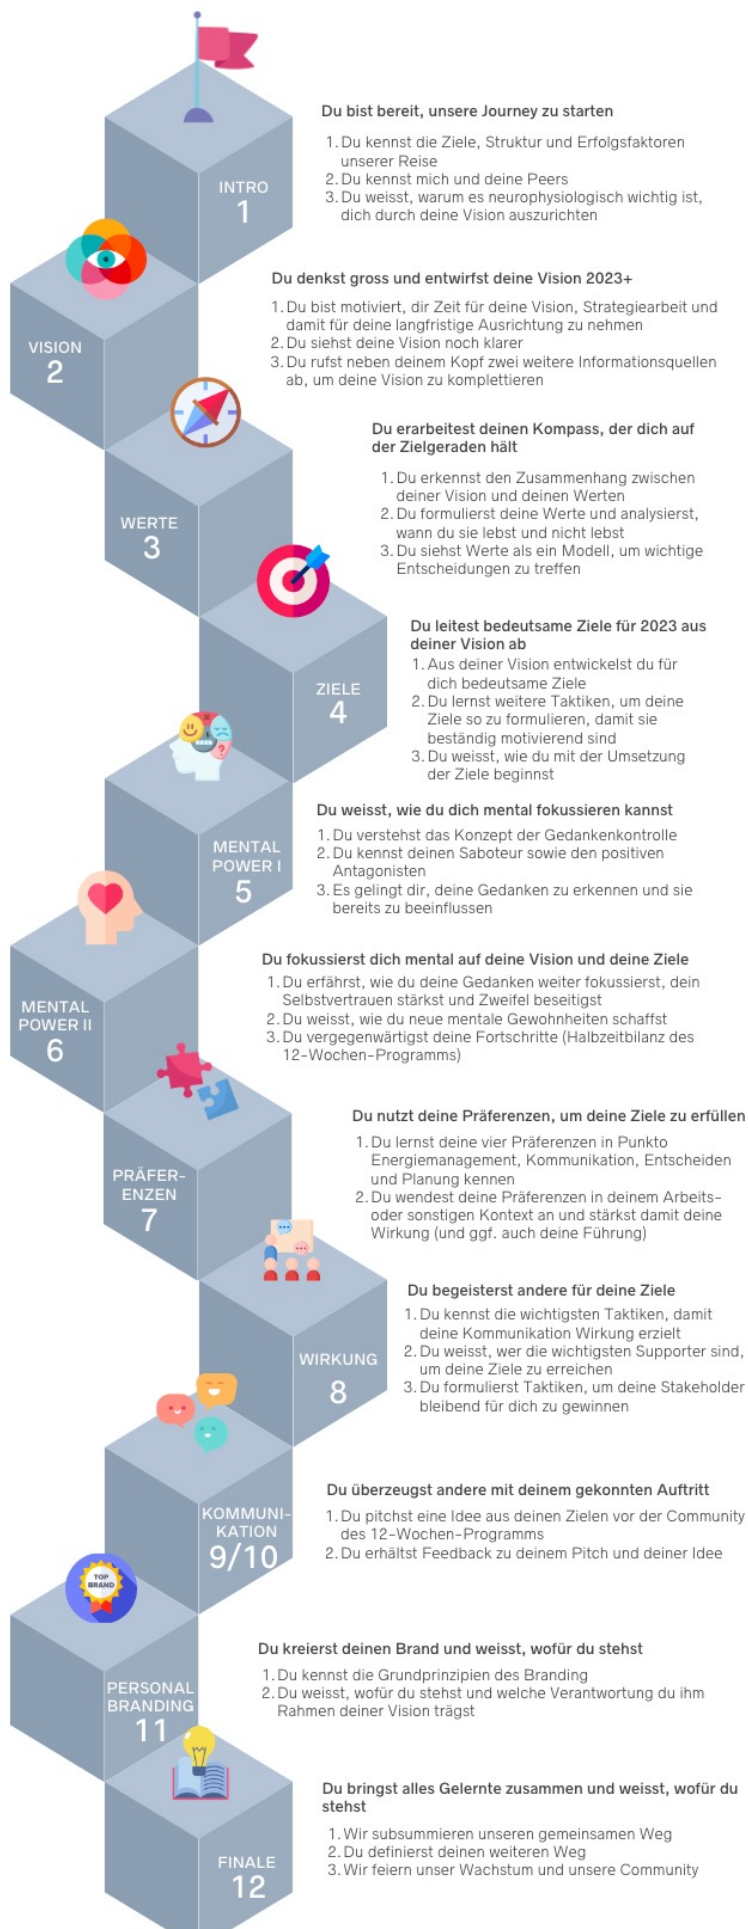 Du bist bereit, unsere Journey zu starten
1. Du kennst die Ziele, Struktur und Erfolgsfaktoren
unserer Reise
2. Du kennst mich und deine Peers
3. Du weisst, warum es neurophysiologisch wichtig ist,
dich durch deine Vision auszurichten
INTRO
1
Du denkst gross und entwirfst deine Vision 2023+
1. Du bist motiviert, dir Zeit für deine Vision, Strategiearbeit und
damit für deine langfristige Ausrichtung zu nehmen
2. Du siehst deine Vision noch klarer
3. Du rufst neben deinem Kopf zwei weitere Informationsquellen
ab, um deine Vision zu komplettieren
VISION
2
Du erarbeitest deinen Kompass, der dich auf
der Zielgeraden hält
1. Du erkennst den Zusammenhang zwischen
deiner Vision und deinen Werten
2. Du formulierst deine Werte und analysierst,
wann du sie lebst und nicht lebst
3. Du siehst Werte als ein Modell, um wichtige
Entscheidungen zu treffen
WERTE
3
Du leitest bedeutsame Ziele für 2023 aus
deiner Vision ab
1. Aus deiner Vision entwickelst du für
dich bedeutsame Ziele
2. Du lernst weitere Taktiken, um deine
Ziele so zu formulieren, damit sie
beständig motivierend sind
3. Du weisst, wie du mit der Umsetzung
der Ziele beginnst
ZIELE
4
Du weisst, wie du dich mental fokussieren kannst
1. Du verstehst das Konzept der Gedankenkontrolle
2. Du kennst deinen Saboteur sowie den positiven
Antagonisten
3. Es gelingt dir, deine Gedanken zu erkennen und sie
bereits zu beeinflussen
MENTAL
POWER I
5
Du fokussierst dich mental auf deine Vision und deine Ziele
1. Du erfährst, wie du deine Gedanken weiter fokussierst, dein
Selbstvertrauen stärkst und Zweifel beseitigst
2. Du weisst, wie du neue mentale Gewohnheiten schaffst
3. Du vergegenwärtigst deine Fortschritte (Halbzeitbilanz des
12-Wochen-Programms)
MENTAL
POWER II
6
Du nutzt deine Präferenzen, um deine Ziele zu erfüllen
1. Du lernst deine vier Präferenzen in Punkto
Energiemanagement, Kommunikation, Entscheiden
und Planung kennen
2. Du wendest deine Präferenzen in deinem Arbeits-
oder sonstigen Kontext an und stärkst damit deine
Wirkung (und ggf. auch deine Führung)
PRÄFER-
ENZEN
7
Du begeisterst andere für deine Ziele
1. Du kennst die wichtigsten Taktiken, damit
deine Kommunikation Wirkung erzielt
2. Du weisst, wer die wichtigsten Supporter sind,
um deine Ziele zu erreichen
3. Du formulierst Taktiken, um deine Stakeholder
bleibend für dich zu gewinnen
WIRKUNG
8
Du überzeugst andere mit deinem gekonnten Auftritt
1. Du pitchst eine Idee aus deinen Zielen vor der Community
des 12-Wochen-Programms
2. Du erhältst Feedback zu deinem Pitch und deiner Idee
KOMMUNI-
KATION
9/10
TOP
BRAND
Du kreierst deinen Brand und weisst, wofür du stehst
1. Du kennst die Grundprinzipien des Branding
2. Du weisst, wofür du stehst und welche Verantwortung du ihm
Rahmen deiner Vision trägst
PERSONAL
BRANDING
11
Du bringst alles Gelernte zusammen und weisst, wofür du
stehst
1. Wir subsummieren unseren gemeinsamen Weg
2. Du definierst deinen weiteren Weg
3. Wir feiern unser Wachstum und unsere Community
FINALE
12